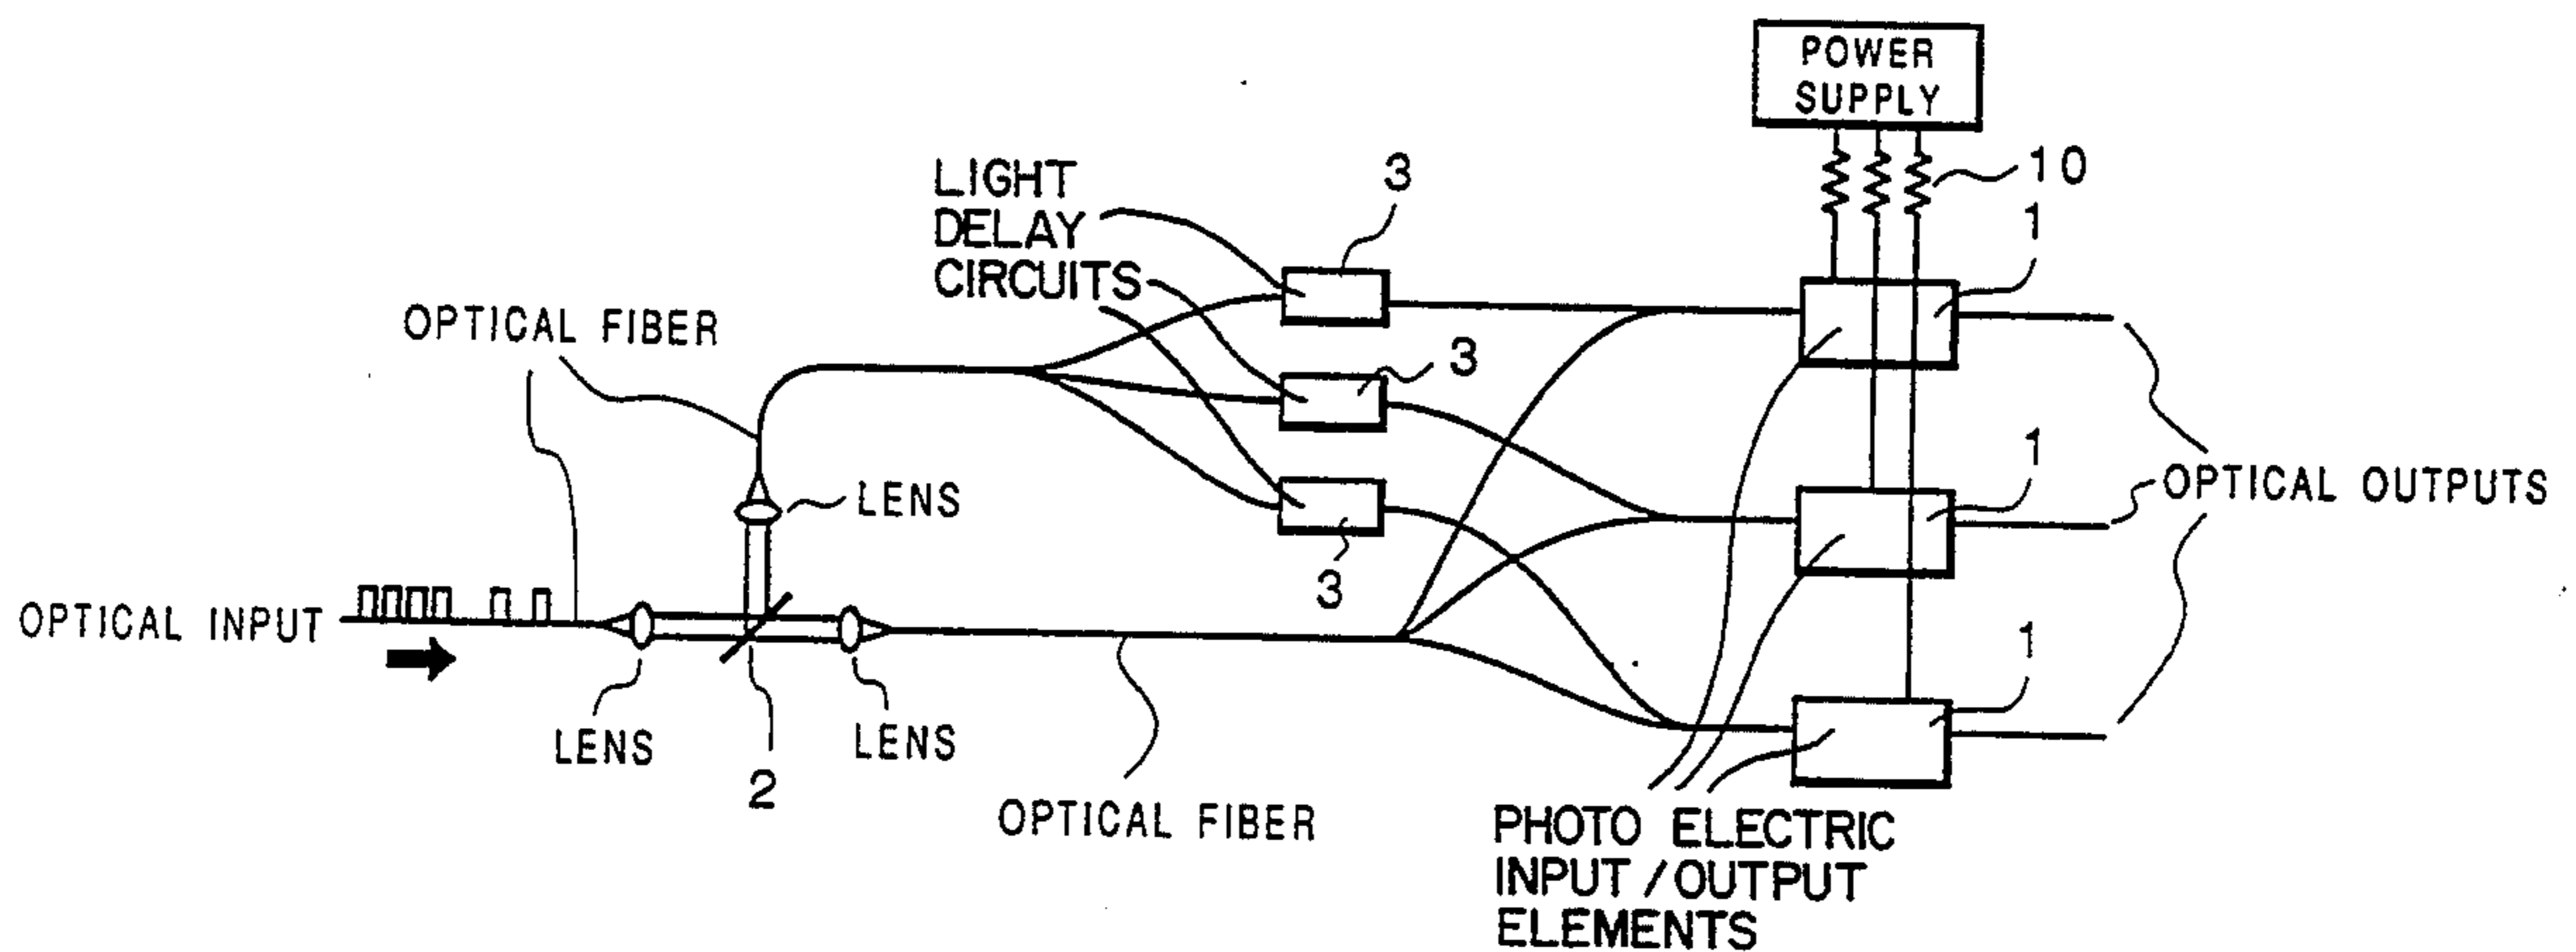 POWER
SUPPLY
10
LIGHT
DELAY
CIRCUITS
3
1
OPTICAL FIBER
3
1
LENS
OPTICAL OUTPUTS
3
OPTICAL INPUT
1
LENS
2
LENS
OPTICAL FIBER
PHOTO ELECTRIC
INPUT/OUTPUT
ELEMENTS